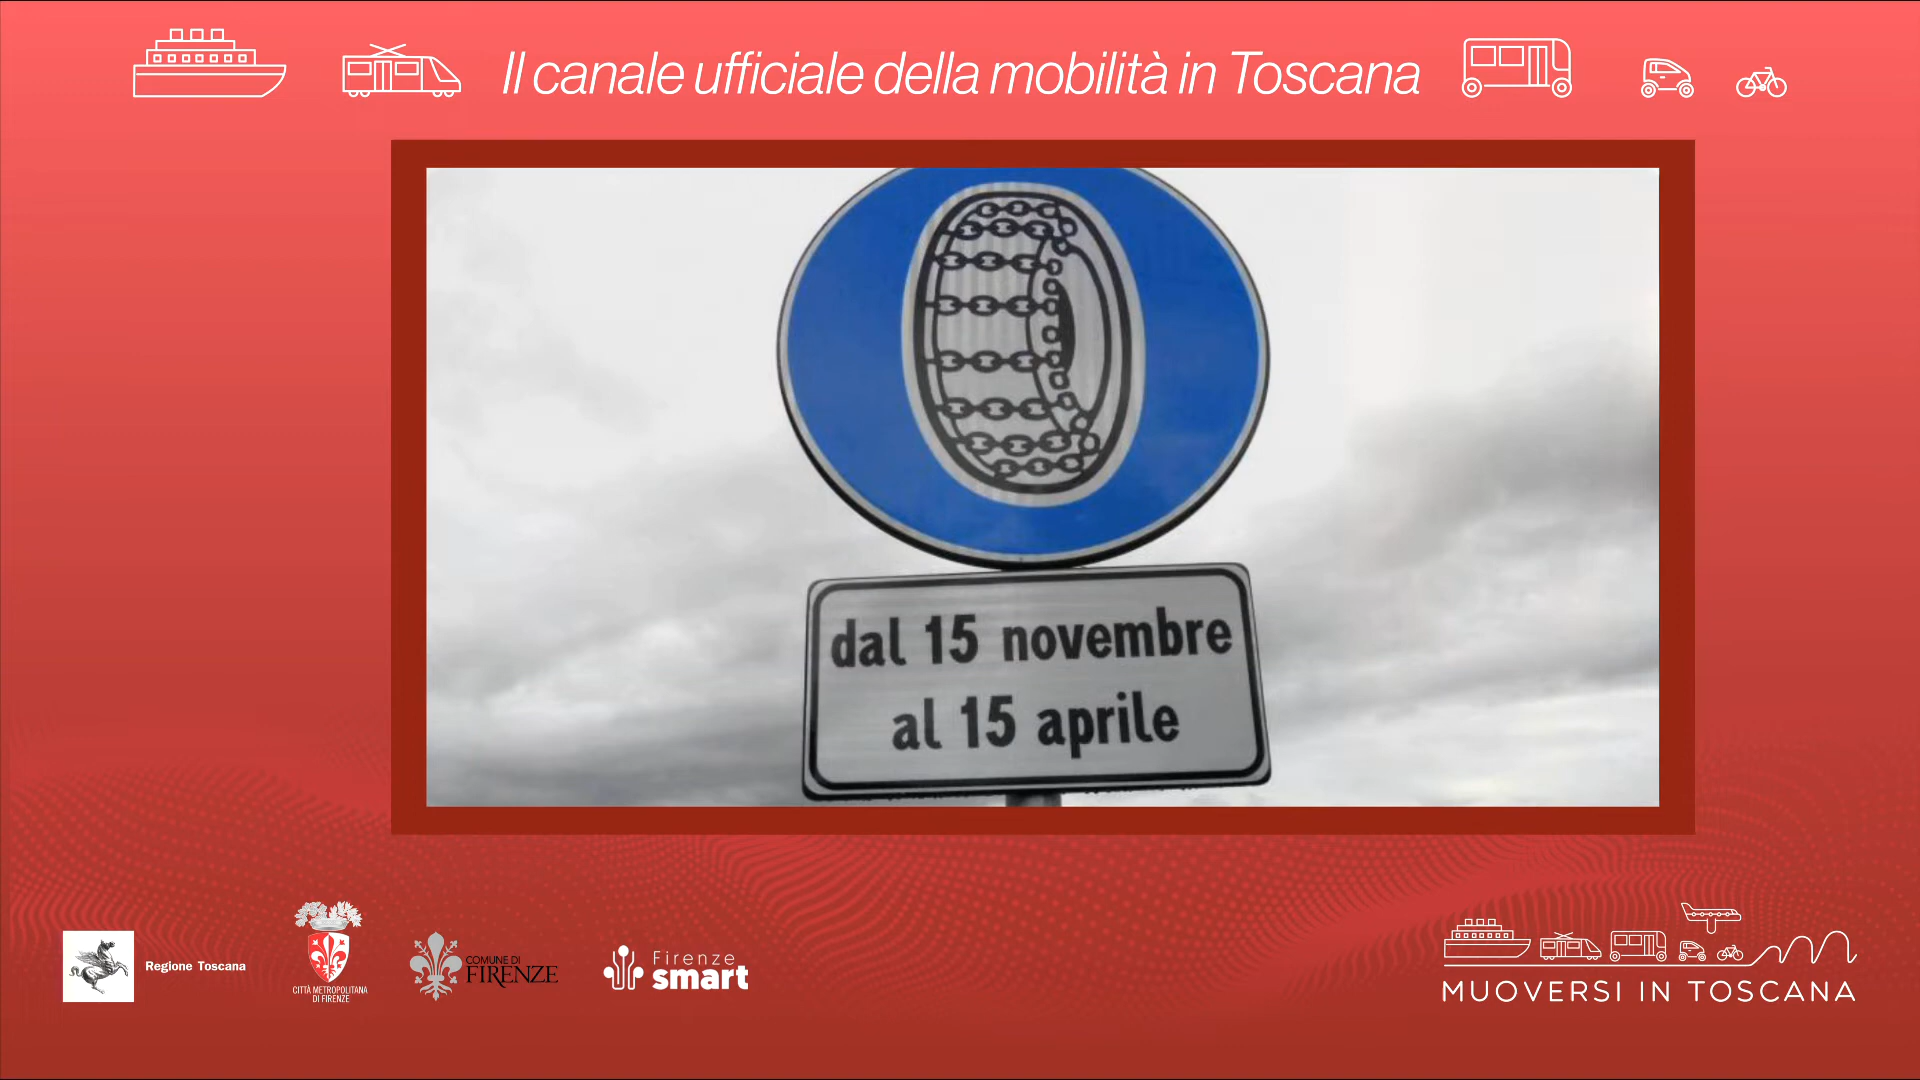 Il canale ufficiale della mobilità in Toscana
dal 15 novembre
al 15 aprile
Regione Toscana
CITTÀ METROPOLITANA
DI FIRENZE
COMUNE DI
FIRENZE
Firenze
smart
MUOVERSI IN TOSCANA